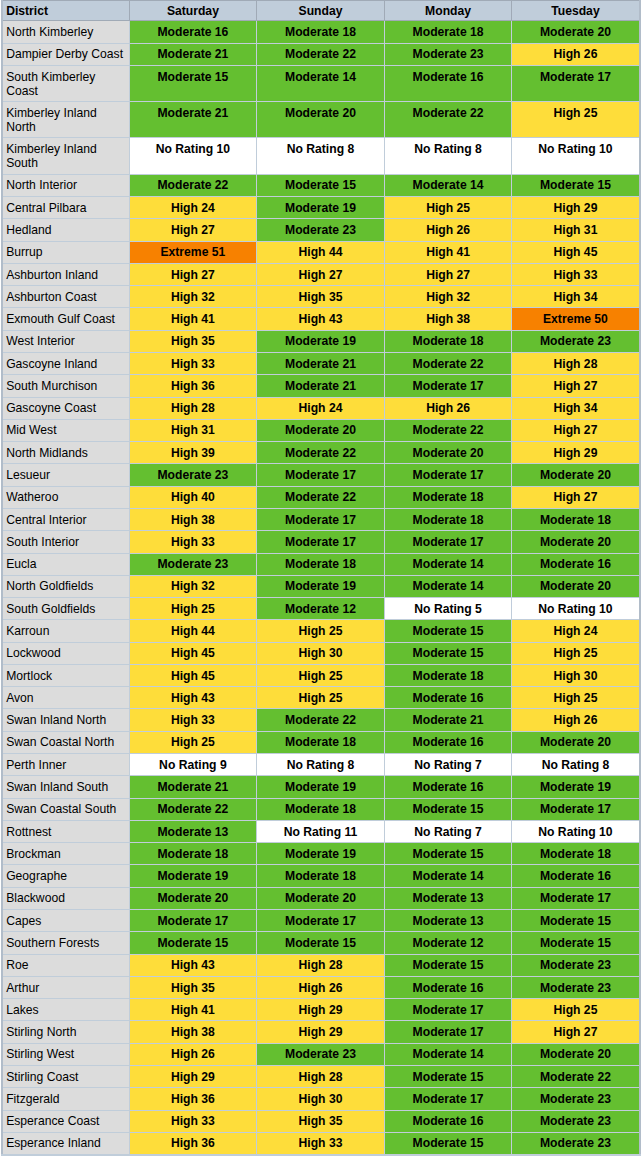 District Saturday Sunday Monday Tuesday
North Kimberley Moderate 16 Moderate 18 Moderate 18 Moderate 20
Dampier Derby Coast Moderate 21 Moderate 22 Moderate 23 High 26
South Kimberley Moderate 15 Moderate 14 Moderate 16 Moderate 17
Coast
Kimberley Inland Moderate 21 Moderate 20 Moderate 22 High 25
North
Kimberley Inland No Rating 10 No Rating 8 No Rating 8 No Rating 10
South
North Interior Moderate 22 Moderate 15 Moderate 14 Moderate 15
Central Pilbara High 24 Moderate 19 High 25 High 29
Hedland High 27 Moderate 23 High 26 High 31
Burrup Extreme 51 High 44 High 41 High 45
Ashburton Inland High 27 High 27 High 27 High 33
Ashburton Coast High 32 High 35 High 32 High 34
Exmouth Gulf Coast High 41 High 43 High 38 Extreme 50
West Interior High 35 Moderate 19 Moderate 18 Moderate 23
Gascoyne Inland High 33 Moderate 21 Moderate 22 High 28
South Murchison High 36 Moderate 21 Moderate 17 High 27
Gascoyne Coast High 28 High 24 High 26 High 34
Mid West High 31 Moderate 20 Moderate 22 High 27
North Midlands High 39 Moderate 22 Moderate 20 High 29
Lesueur Moderate 23 Moderate 17 Moderate 17 Moderate 20
Watheroo High 40 Moderate 22 Moderate 18 High 27
Central Interior High 38 Moderate 17 Moderate 18 Moderate 18
South Interior High 33 Moderate 17 Moderate 17 Moderate 20
Eucla Moderate 23 Moderate 18 Moderate 14 Moderate 16
North Goldfields High 32 Moderate 19 Moderate 14 Moderate 20
South Goldfields High 25 Moderate 12 No Rating 5 No Rating 10
Karroun High 44 High 25 Moderate 15 High 24
Lockwood High 45 High 30 Moderate 15 High 25
Mortlock High 45 High 25 Moderate 18 High 30
Avon High 43 High 25 Moderate 16 High 25
Swan Inland North High 33 Moderate 22 Moderate 21 High 26
Swan Coastal North High 25 Moderate 18 Moderate 16 Moderate 20
Perth Inner No Rating 9 No Rating 8 No Rating 7 No Rating 8
Swan Inland South Moderate 21 Moderate 19 Moderate 16 Moderate 19
Swan Coastal South Moderate 22 Moderate 18 Moderate 15 Moderate 17
Rottnest Moderate 13 No Rating 11 No Rating 7 No Rating 10
Brockman Moderate 18 Moderate 19 Moderate 15 Moderate 18
Geographe Moderate 19 Moderate 18 Moderate 14 Moderate 16
Blackwood Moderate 20 Moderate 20 Moderate 13 Moderate 17
Capes Moderate 17 Moderate 17 Moderate 13 Moderate 15
Southern Forests Moderate 15 Moderate 15 Moderate 12 Moderate 15
Roe High 43 High 28 Moderate 15 Moderate 23
Arthur High 35 High 26 Moderate 16 Moderate 23
Lakes High 41 High 29 Moderate 17 High 25
Stirling North High 38 High 29 Moderate 17 High 27
Stirling West High 26 Moderate 23 Moderate 14 Moderate 20
Stirling Coast High 29 High 28 Moderate 15 Moderate 22
Fitzgerald High 36 High 30 Moderate 17 Moderate 23
Esperance Coast High 33 High 35 Moderate 16 Moderate 23
Esperance Inland High 36 High 33 Moderate 15 Moderate 23